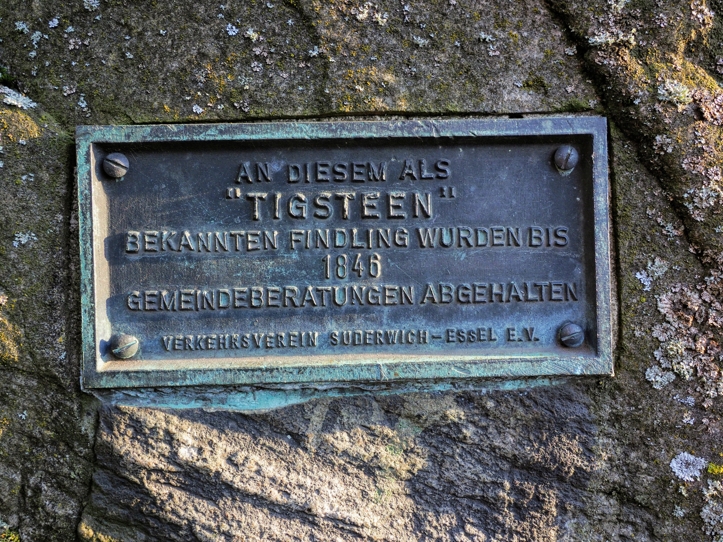 AN DIESEM ALS
"TIGSTEEN"
BEKANNTEN FINDLING WURDEN BIS
1846
GEMEINDEBERATUNGEN ABGEHALTEN
VERKEHRSVEREIN SUDERWICH-ESSEL E.V.